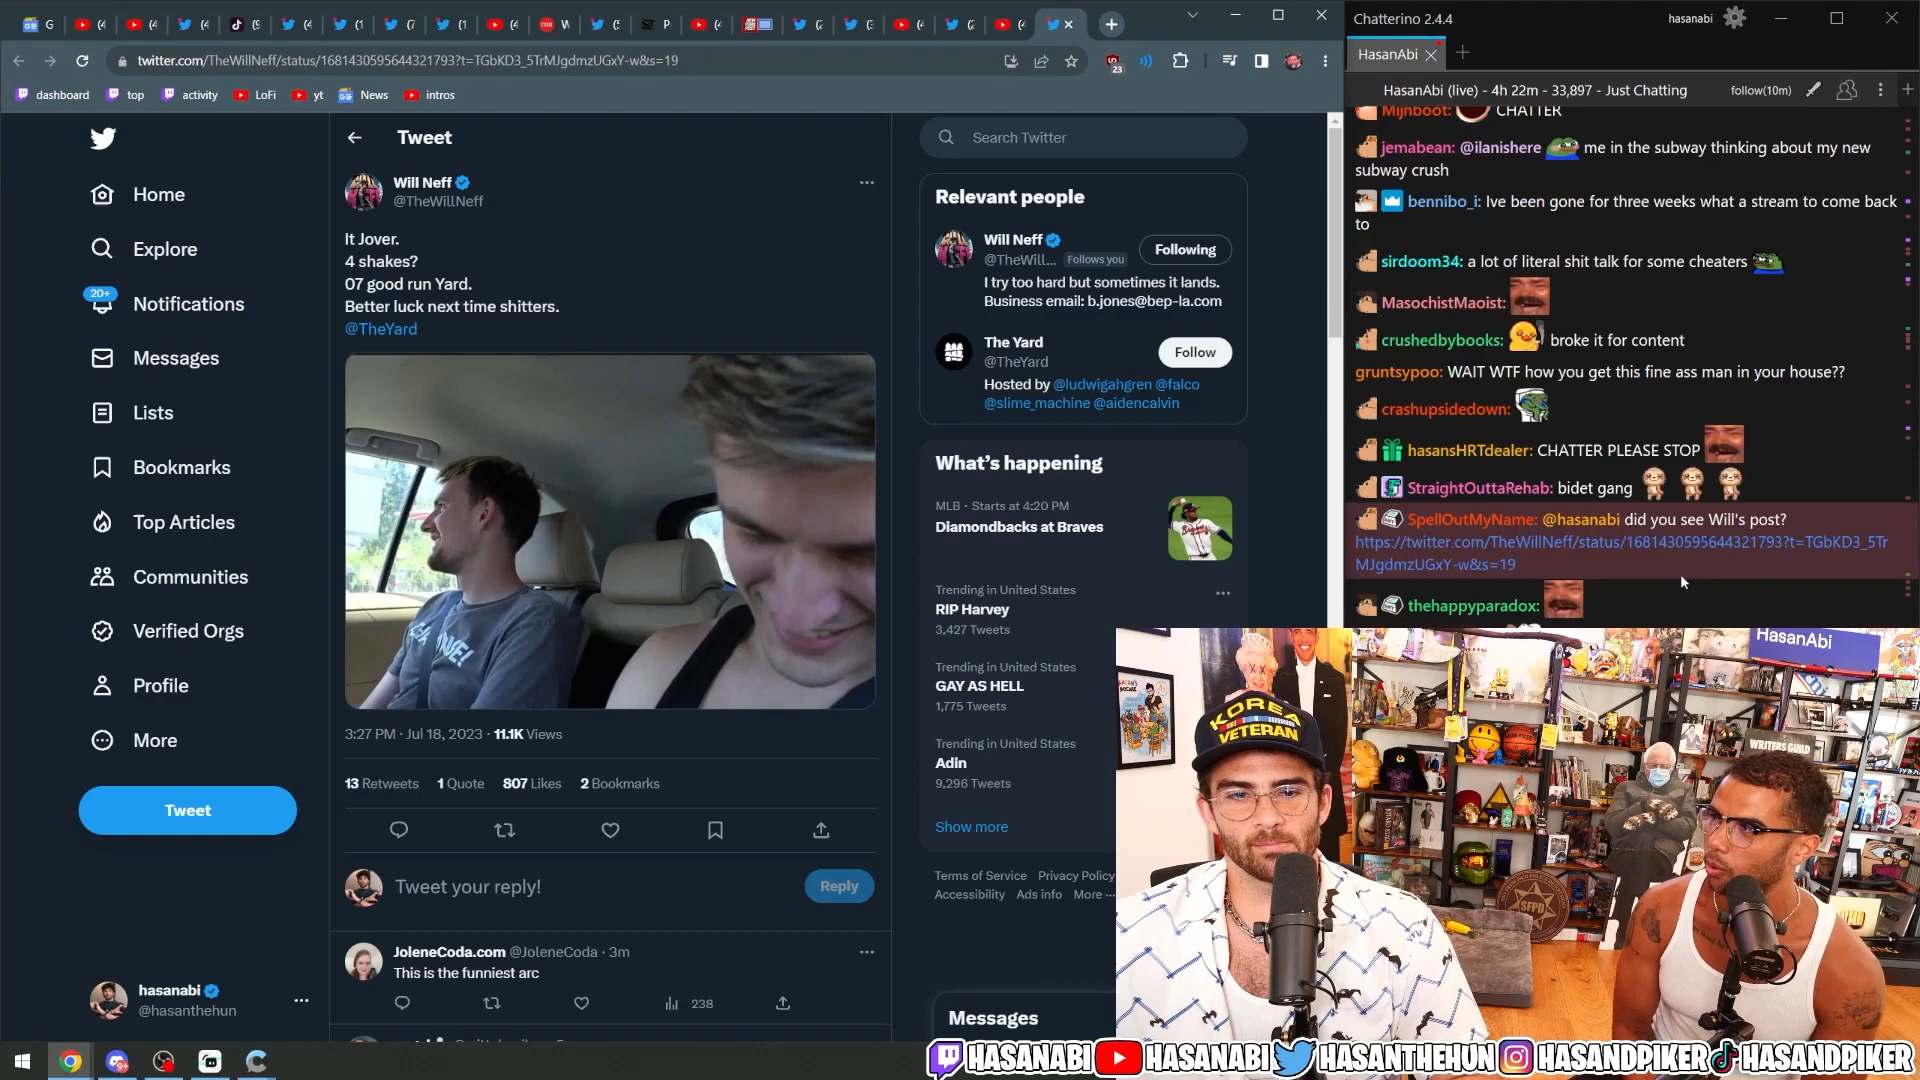 twitter.com/TheWillNeff/status/1681430595644321793?t=TGbKD3_5TrMJgdmzUGxY-w&s=19
dashboard
top
activity
LoFi
yt
News
intros
Home
Explore
20+
Notifications
Messages
Lists
Bookmarks
Top Articles
Communities
Verified Orgs
Profile
More
Tweet
hasanabi
@hasanthehun
Tweet
Will Neff
@TheWillNeff
It Jover.
4 shakes?
07 good run Yard.
Better luck next time shitters.
@TheYard
3:27 PM · Jul 18, 2023 · 11.1K Views
13 Retweets 1 Quote 807 Likes 2 Bookmarks
Tweet your reply!
Reply
JoleneCoda.com @JoleneCoda · 3m
This is the funniest arc
238
Search Twitter
Relevant people
Will Neff
@TheWill... Follows you
Following
I try too hard but sometimes it lands.
Business email: b.jones@bep-la.com
The Yard
@TheYard
Follow
Hosted by @ludwigahgren @falco
@slime_machine @aidencalvin
What's happening
MLB · Starts at 4:20 PM
Diamondbacks at Braves
Trending in United States
RIP Harvey
3,427 Tweets
Trending in United States
GAY AS HELL
1,775 Tweets
Trending in United States
Adin
9,296 Tweets
Show more
Terms of Service Privacy Policy
Accessibility Ads info More ...
Messages
Chatterino 2.4.4
hasanabi
HasanAbi
HasanAbi (live) - 4h 22m - 33,897 - Just Chatting
follow(10m)
Mijnboot: CHATTER
jemabean: @ilanishere me in the subway thinking about my new
subway crush
bennibo_i: Ive been gone for three weeks what a stream to come back
to
sirdoom34: a lot of literal shit talk for some cheaters
MasochistMaoist:
crushedbybooks: broke it for content
gruntsypoo: WAIT WTF how you get this fine ass man in your house??
crashupsidedown:
hasansHRTdealer: CHATTER PLEASE STOP
StraightOuttaRehab: bidet gang
SpellOutMyName: @hasanabi did you see Will's post?
https://twitter.com/TheWillNeff/status/1681430595644321793?t=TGbKD3_5Tr
MJgdmzUGxY-w&s=19
thehappyparadox:
HasanAbi
KOREA
VETERAN
WRITERS GUILD
SFPD
HASANABI
HASANABI
HASANTHEHUN
HASANDPIKER
HASANDPIKER